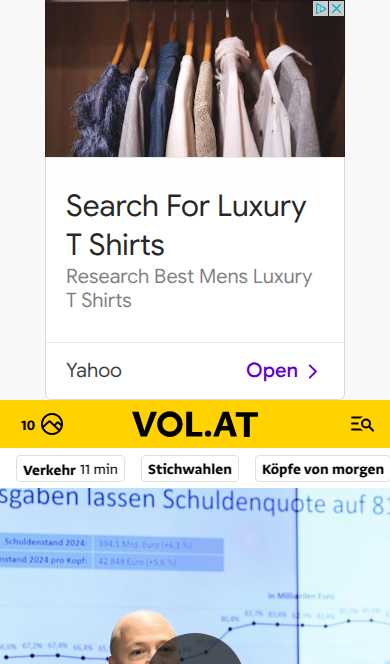 Search For Luxury
T Shirts
Research Best Mens Luxury
T Shirts
Yahoo
Open
10
VOL.AT
Verkehr 11 min
Stichwahlen
Köpfe von morgen
sgaben lassen Schuldenquote auf 81
Schuldenstand 2024: 394,1 Mrd. Euro (+6,1 %)
nstand 2024 pro Kopf: 42.849 Euro (+5,6 %)
in Milliarden Euro